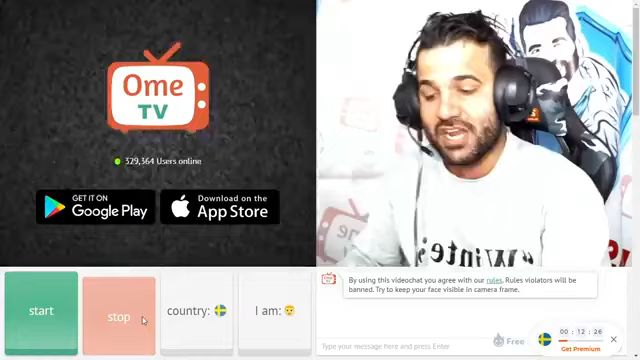 Ome
TV
329,364 Users online
GET IT ON
Google Play
Download on the
App Store
start
stop
country:
I am:
By using this videochat you agree with our rules. Rules violators will be
banned. Try to keep your face visible in camera frame.
Type your message here and press Enter
Free
00 : 12 : 26
Get Premium